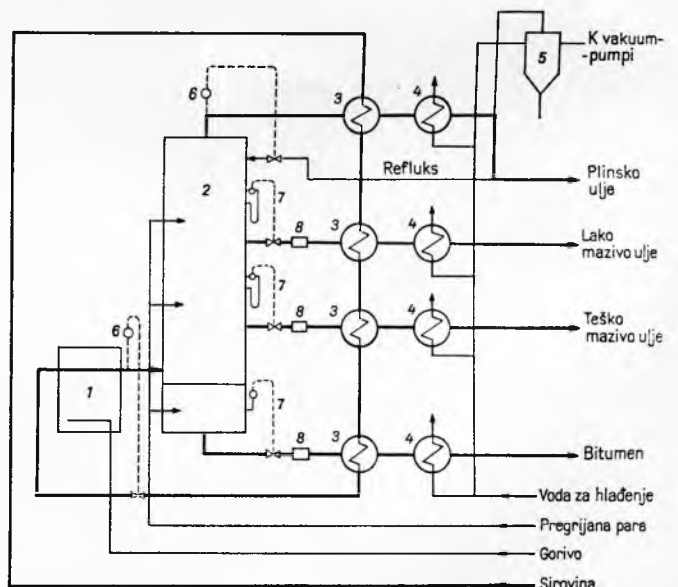 K vakuum-
-pumpi
5
3
4
6
Refluks
Plinsko
ulje
2
7
8
3
4
Lako
mazivo ulje
7
8
3
4
Teško
mazivo ulje
6
1
7
8
3
4
Bitumen
Voda za hlađenje
Pregrijana para
Gorivo
Sirovina